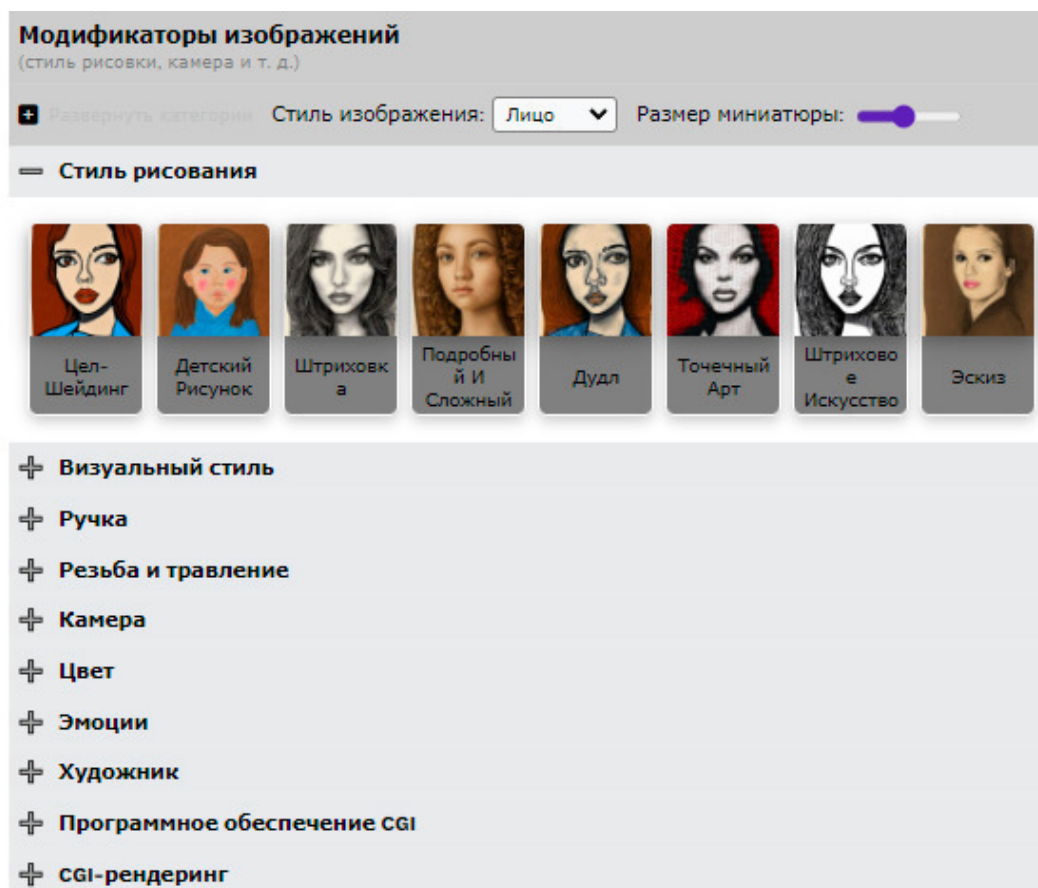 Модификаторы изображений
(стиль рисовки, камера и т. д.)
Развернуть категории Стиль изображения: Лицо Размер миниатюры:
Стиль рисования
Цел-
Шейдинг
Детский
Рисунок
Штриховк
а
Подробны
й И
Сложный
Дудл
Точечный
Арт
Штрихово
е
Искусство
Эскиз
Визуальный стиль
Ручка
Резьба и травление
Камера
Цвет
Эмоции
Художник
Программное обеспечение CGI
CGI-рендеринг